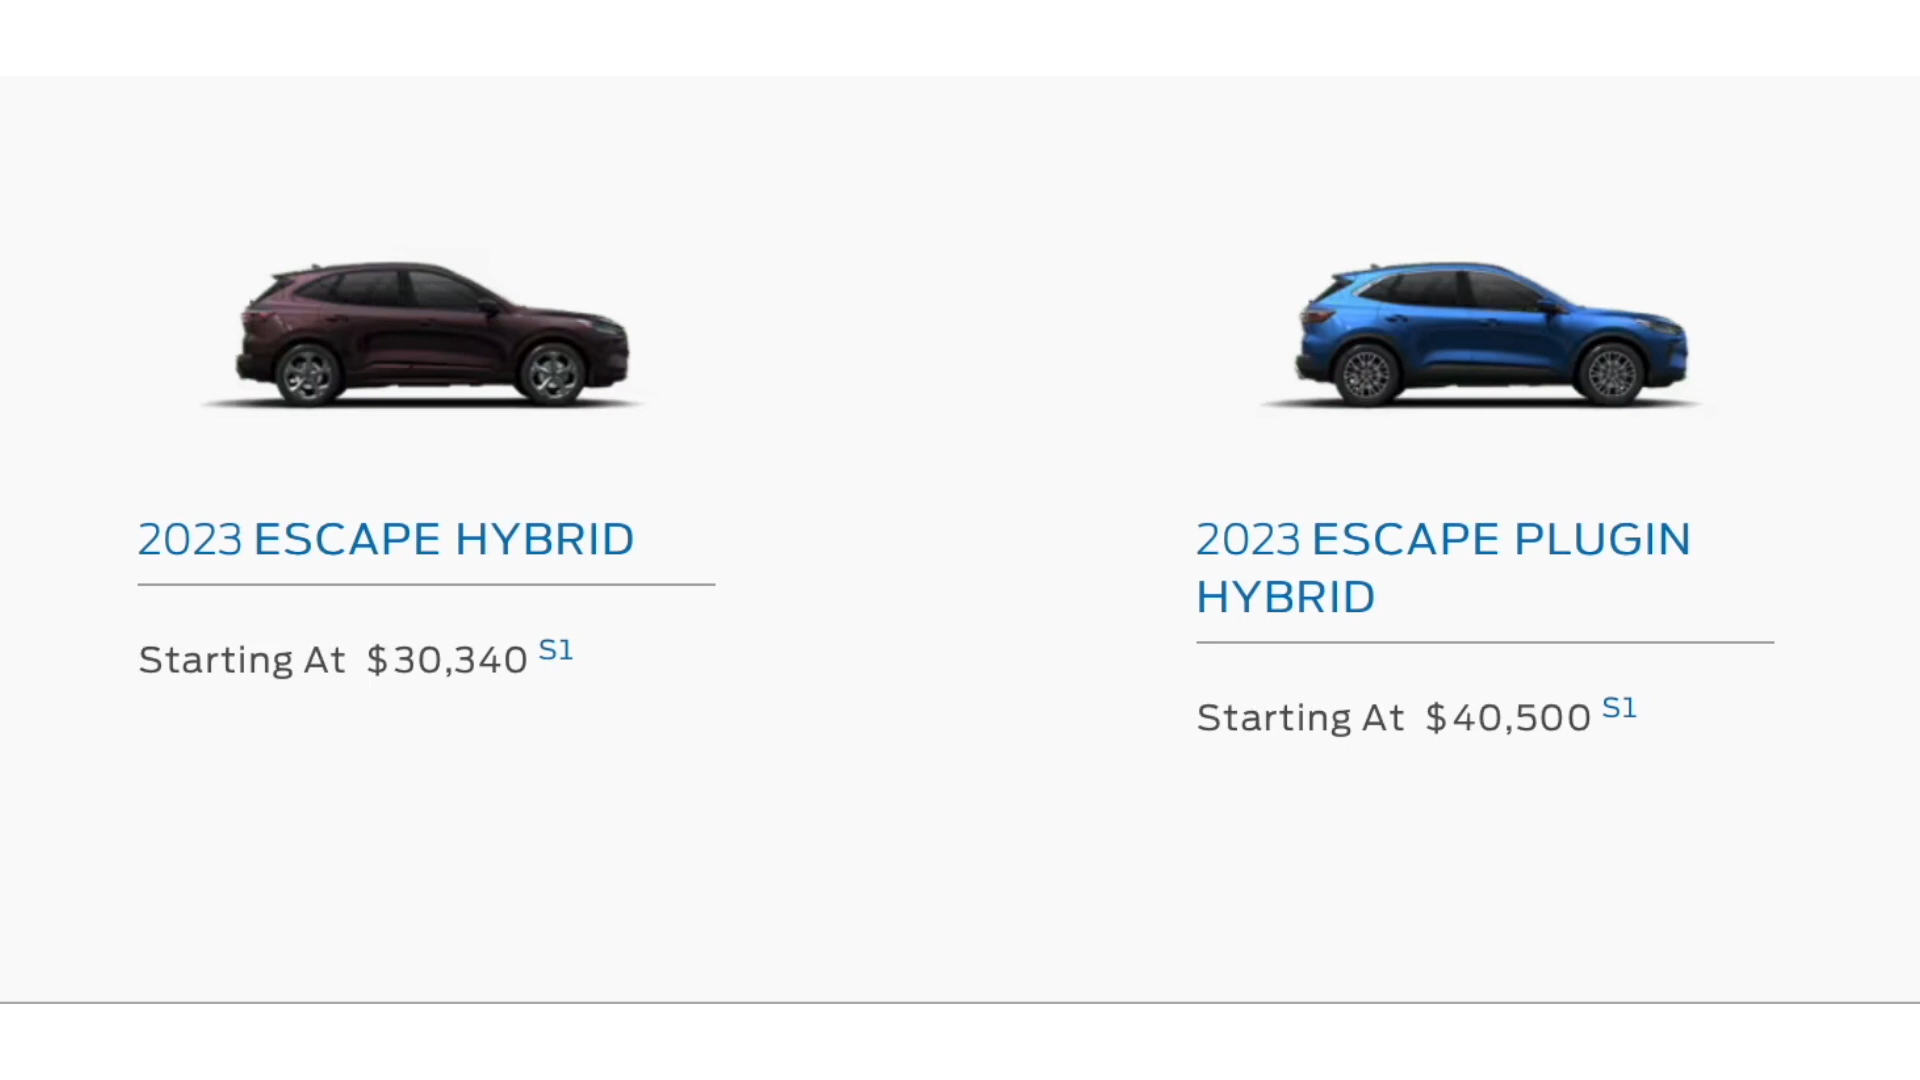 2023 ESCAPE HYBRID
Starting At $30,340 S1
2023 ESCAPE PLUGIN
HYBRID
Starting At $40,500 S1